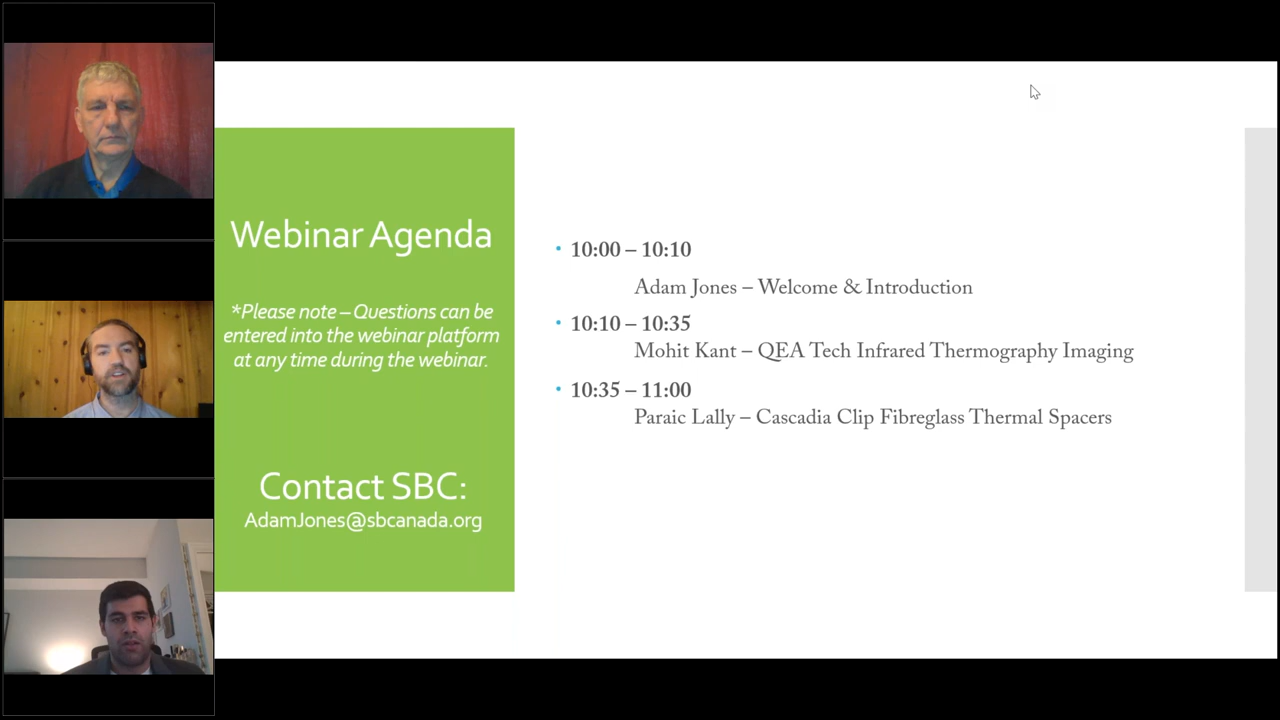 Webinar Agenda
*Please note – Questions can be
entered into the webinar platform
at any time during the webinar.
Contact SBC:
AdamJones@sbcanada.org
• 10:00 – 10:10
Adam Jones – Welcome & Introduction
• 10:10 – 10:35
Mohit Kant – QEA Tech Infrared Thermography Imaging
• 10:35 – 11:00
Paraic Lally – Cascadia Clip Fibreglass Thermal Spacers